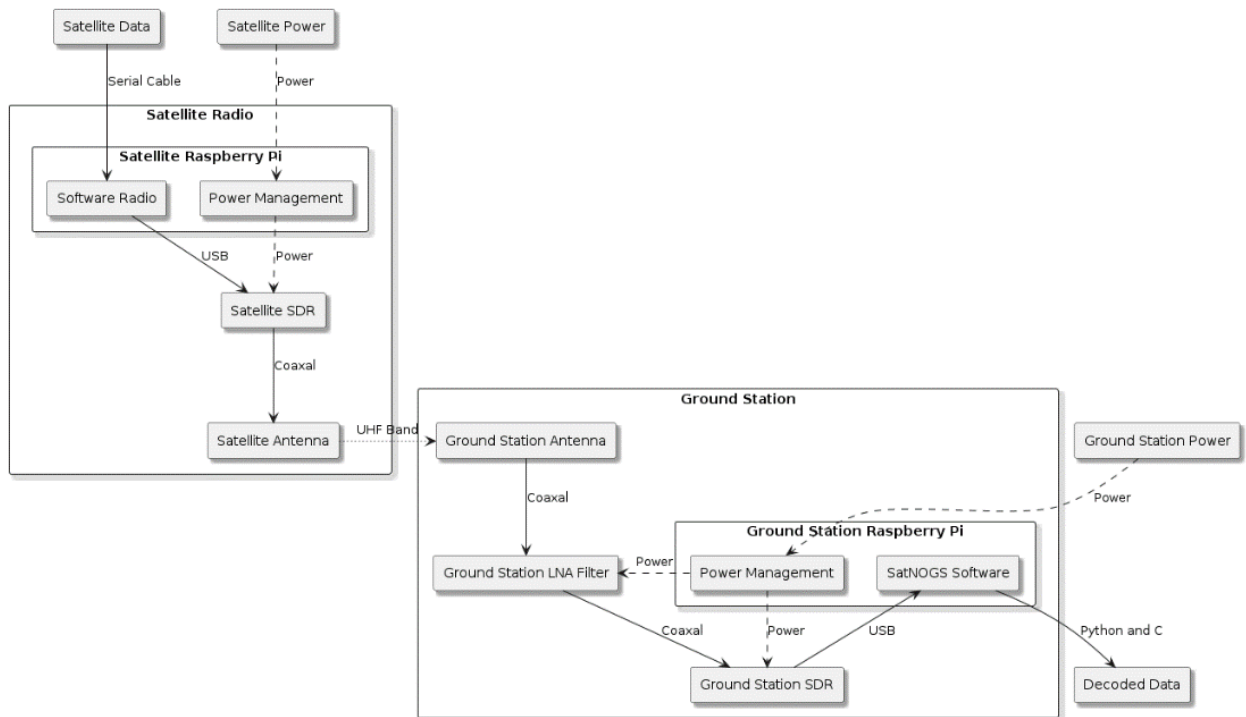 Satellite Data
Satellite Power
Serial Cable
Power
Satellite Radio
Satellite Raspberry Pi
Software Radio
Power Management
USB
Power
Satellite SDR
Coaxal
Satellite Antenna
UHF Band
Ground Station
Ground Station Antenna
Ground Station Power
Coaxal
Power
Ground Station Raspberry Pi
Ground Station LNA Filter
Power
Power Management
SatNOGS Software
Coaxal
Power
USB
Python and C
Ground Station SDR
Decoded Data